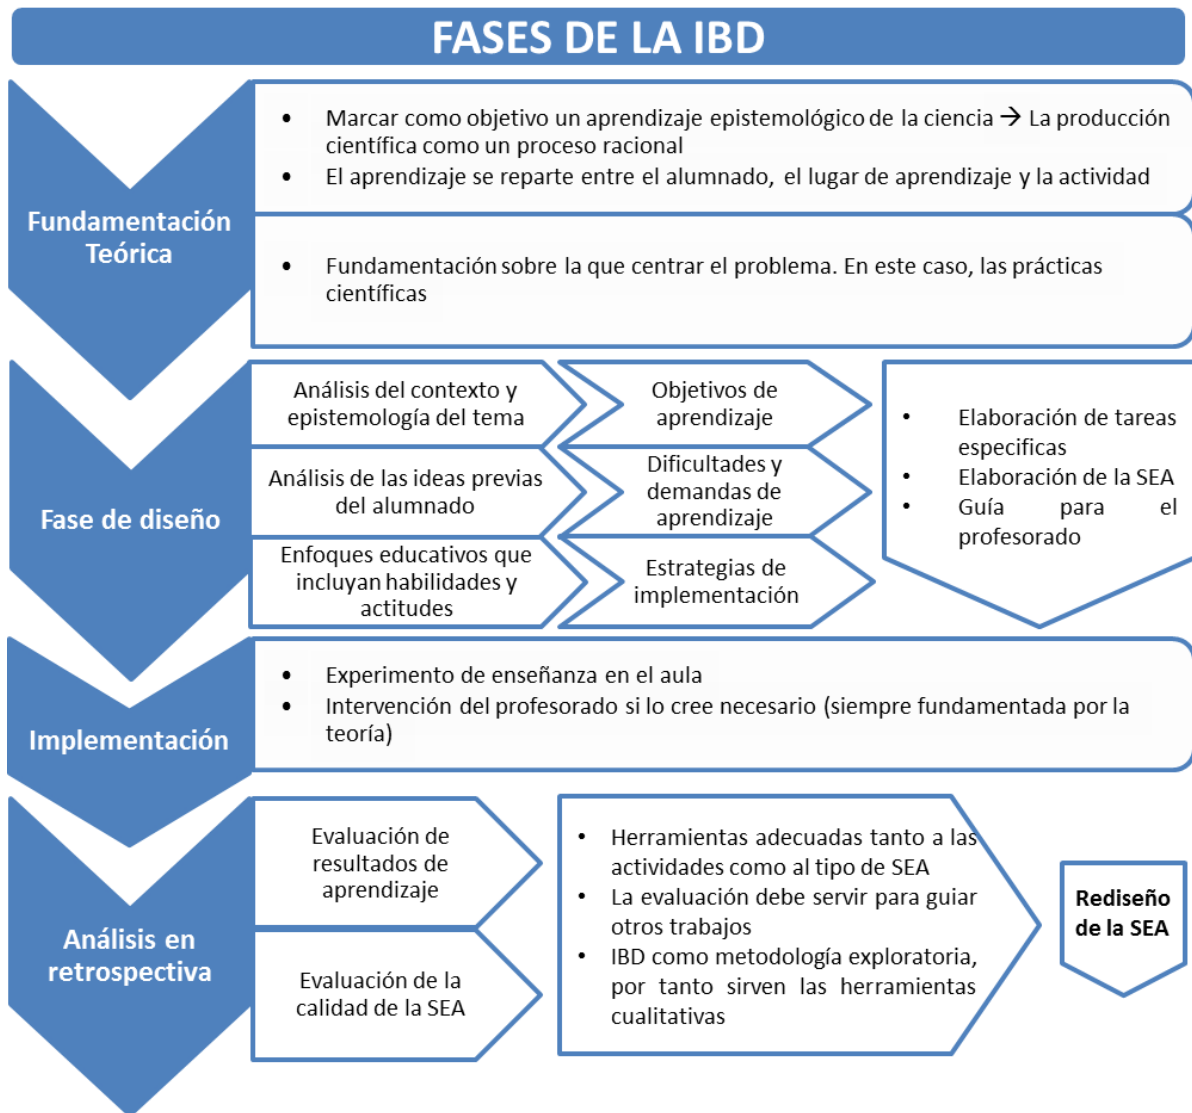 FASES DE LA IBD
Fundamentación
Teórica
• Marcar como objetivo un aprendizaje epistemológico de la ciencia → La producción
científica como un proceso racional
• El aprendizaje se reparte entre el alumnado, el lugar de aprendizaje y la actividad
• Fundamentación sobre la que centrar el problema. En este caso, las prácticas
científicas
Fase de diseño
Análisis del contexto y
epistemología del tema
Objetivos de
aprendizaje
Análisis de las ideas previas
del alumnado
Dificultades y
demandas de
aprendizaje
Enfoques educativos que
incluyan habilidades y
actitudes
Estrategias de
implementación
• Elaboración de tareas
especificas
• Elaboración de la SEA
• Guía para el
profesorado
Implementación
• Experimento de enseñanza en el aula
• Intervención del profesorado si lo cree necesario (siempre fundamentada por la
teoría)
Análisis en
retrospectiva
Evaluación de
resultados de
aprendizaje
Evaluación de la
calidad de la SEA
• Herramientas adecuadas tanto a las
actividades como al tipo de SEA
• La evaluación debe servir para guiar
otros trabajos
• IBD como metodología exploratoria,
por tanto sirven las herramientas
cualitativas
Rediseño
de la SEA